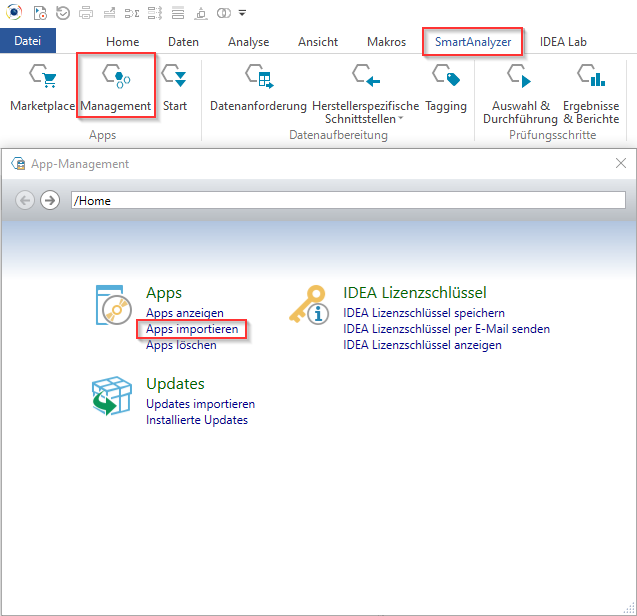 Datei Home Daten Analyse Ansicht Makros SmartAnalyzer IDEA Lab
Marketplace Management Start Datenanforderung Herstellerspezifische Schnittstellen Tagging Auswahl & Durchführung Ergebnisse & Berichte
Apps Datenaufbereitung Prüfungsschritte
App-Management
/Home
Apps
Apps anzeigen
Apps importieren
Apps löschen
IDEA Lizenzschlüssel
IDEA Lizenzschlüssel speichern
IDEA Lizenzschlüssel per E-Mail senden
IDEA Lizenzschlüssel anzeigen
Updates
Updates importieren
Installierte Updates